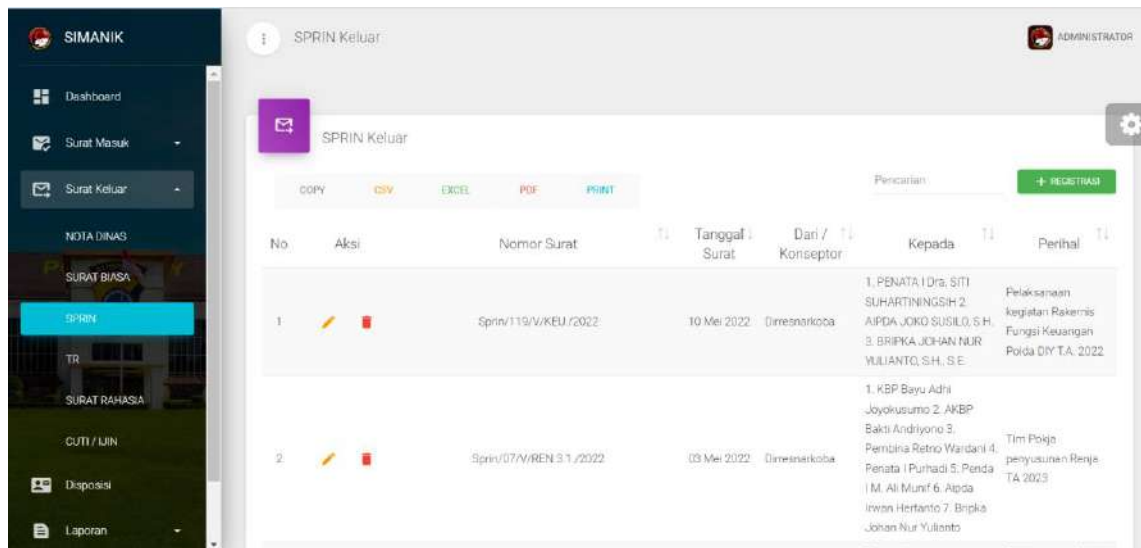 SIMANIK
Dashboard
Surat Masuk
Surat Keluar
NOTA DINAS
SURAT BIASA
SPRIN
TR
SURAT RAHASIA
CUTI / IJIN
Disposisi
Laporan
SPRIN Keluar
ADMINISTRATOR
SPRIN Keluar
COPY CSV EXCEL PDF PRINT
Pencarian
+ REGISTRASI
No Aksi Nomor Surat Tanggal Surat Dari / Konseptor Kepada Perihal
1 Sprin/119/V/KEU./2022 10 Mei 2022 Dirresnarkoba
1. PENATA I Dra. SITI
SUHARTININGSIH 2.
AIPDA JOKO SUSILO, S.H.
3. BRIPKA JOHAN NUR
YULIANTO, S.H., S.E.
Pelaksanaan
kegiatan Rakernis
Fungsi Keuangan
Polda DIY T.A. 2022
2 Sprin/07/V/REN 3.1./2022 03 Mei 2022 Dirresnarkoba
1. KBP Bayu Adhi
Joyokusumo 2. AKBP
Bakti Andriyono 3.
Pembina Retno Wardani 4.
Penata I Purhadi 5. Penda
I M. Ali Munif 6. Aipda
Irwan Hertanto 7. Bripka
Johan Nur Yulianto
Tim Pokja
penyusunan Renja
TA 2023